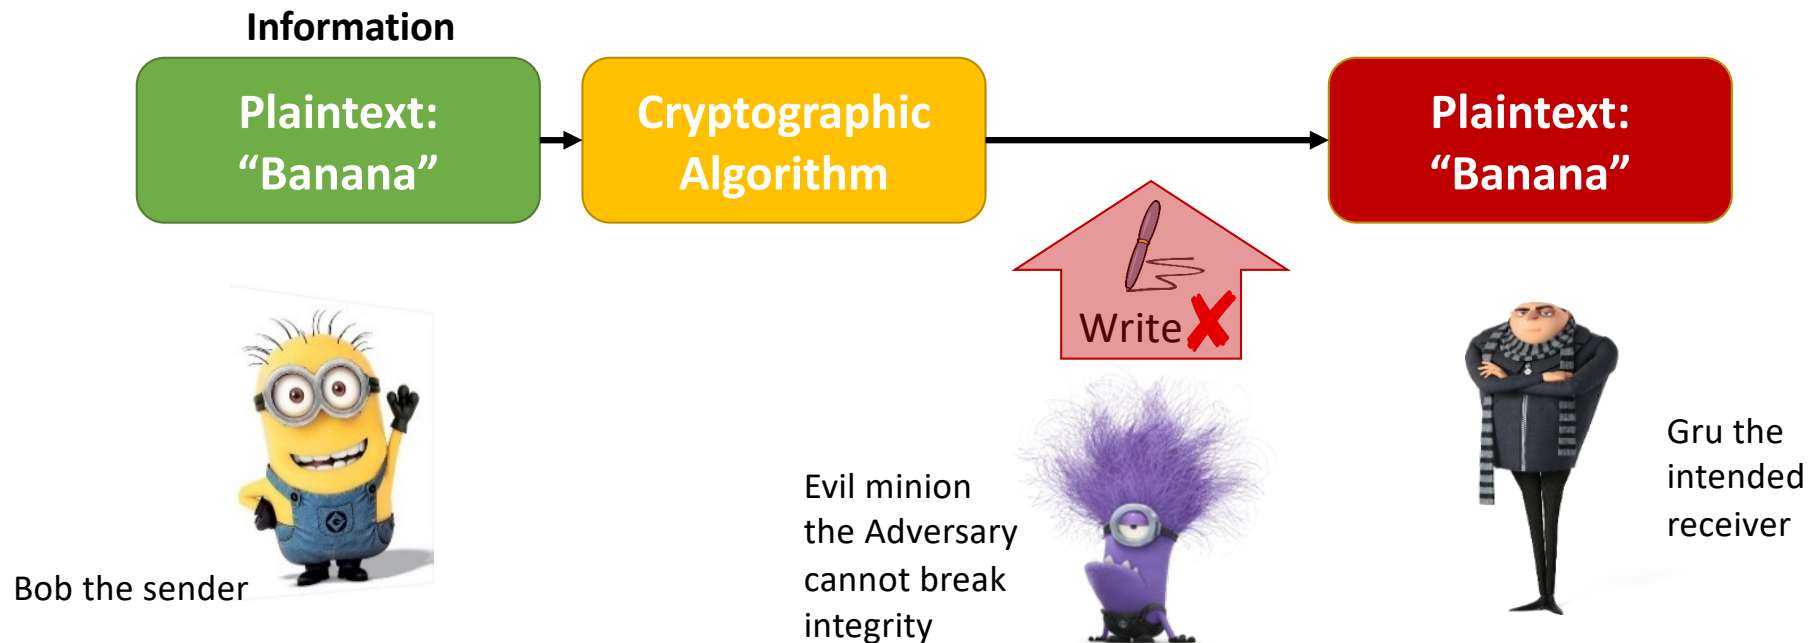 Information
Plaintext:
“Banana”
Cryptographic
Algorithm
Plaintext:
“Banana”
Write
Bob the sender
Evil minion
the Adversary
cannot break
integrity
Gru the
intended
receiver